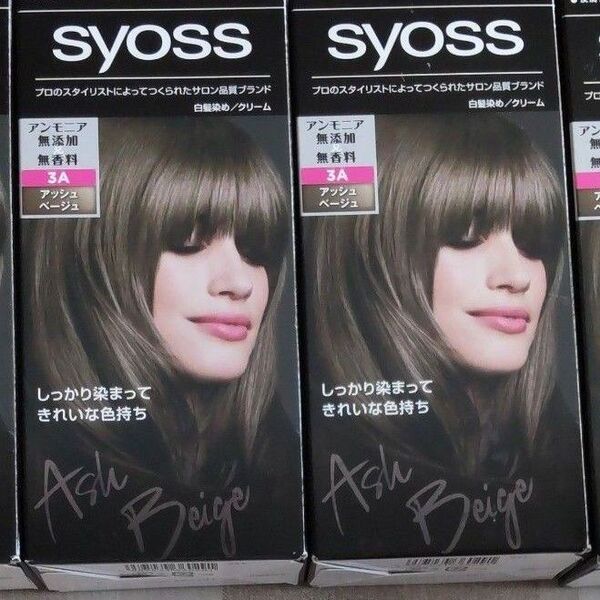 syoss
プロのスタイリストによってつくられたサロン品質ブランド
白髪染め/クリーム
アンモニア
無添加
無香料
3A
アッシュ
ベージュ
しっかり染まって
きれいな色持ち
Ash
Beige
syoss
プロのスタイリストによってつくられたサロン品質ブランド
白髪染め/クリーム
アンモニア
無添加
無香料
3A
アッシュ
ベージュ
しっかり染まって
きれいな色持ち
Ash
Beige